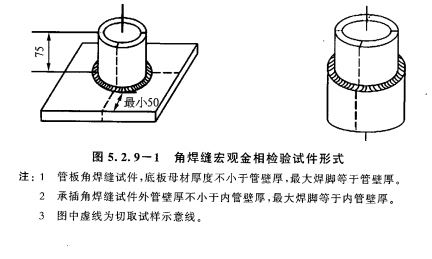 75
最小50
图 5.2.9-1 角焊缝宏观金相检验试件形式
注：1 管板角焊缝试件，底板母材厚度不小于管壁厚，最大焊脚等于管壁厚。
2 承插角焊缝试件外管壁厚不小于内管壁厚，最大焊脚等于内管壁厚。
3 图中虚线为切取试样示意线。